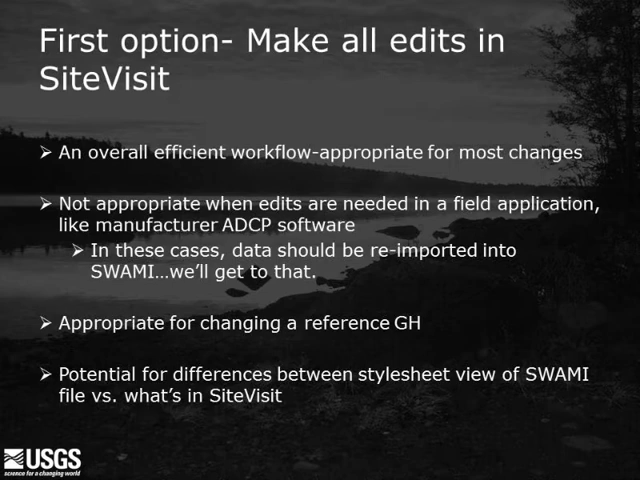 First option- Make all edits in
SiteVisit
➢ An overall efficient workflow-appropriate for most changes
➢ Not appropriate when edits are needed in a field application,
like manufacturer ADCP software
➢ In these cases, data should be re-imported into
SWAMI…we'll get to that.
➢ Appropriate for changing a reference GH
➢ Potential for differences between stylesheet view of SWAMI
file vs. what's in SiteVisit
USGS
science for a changing world